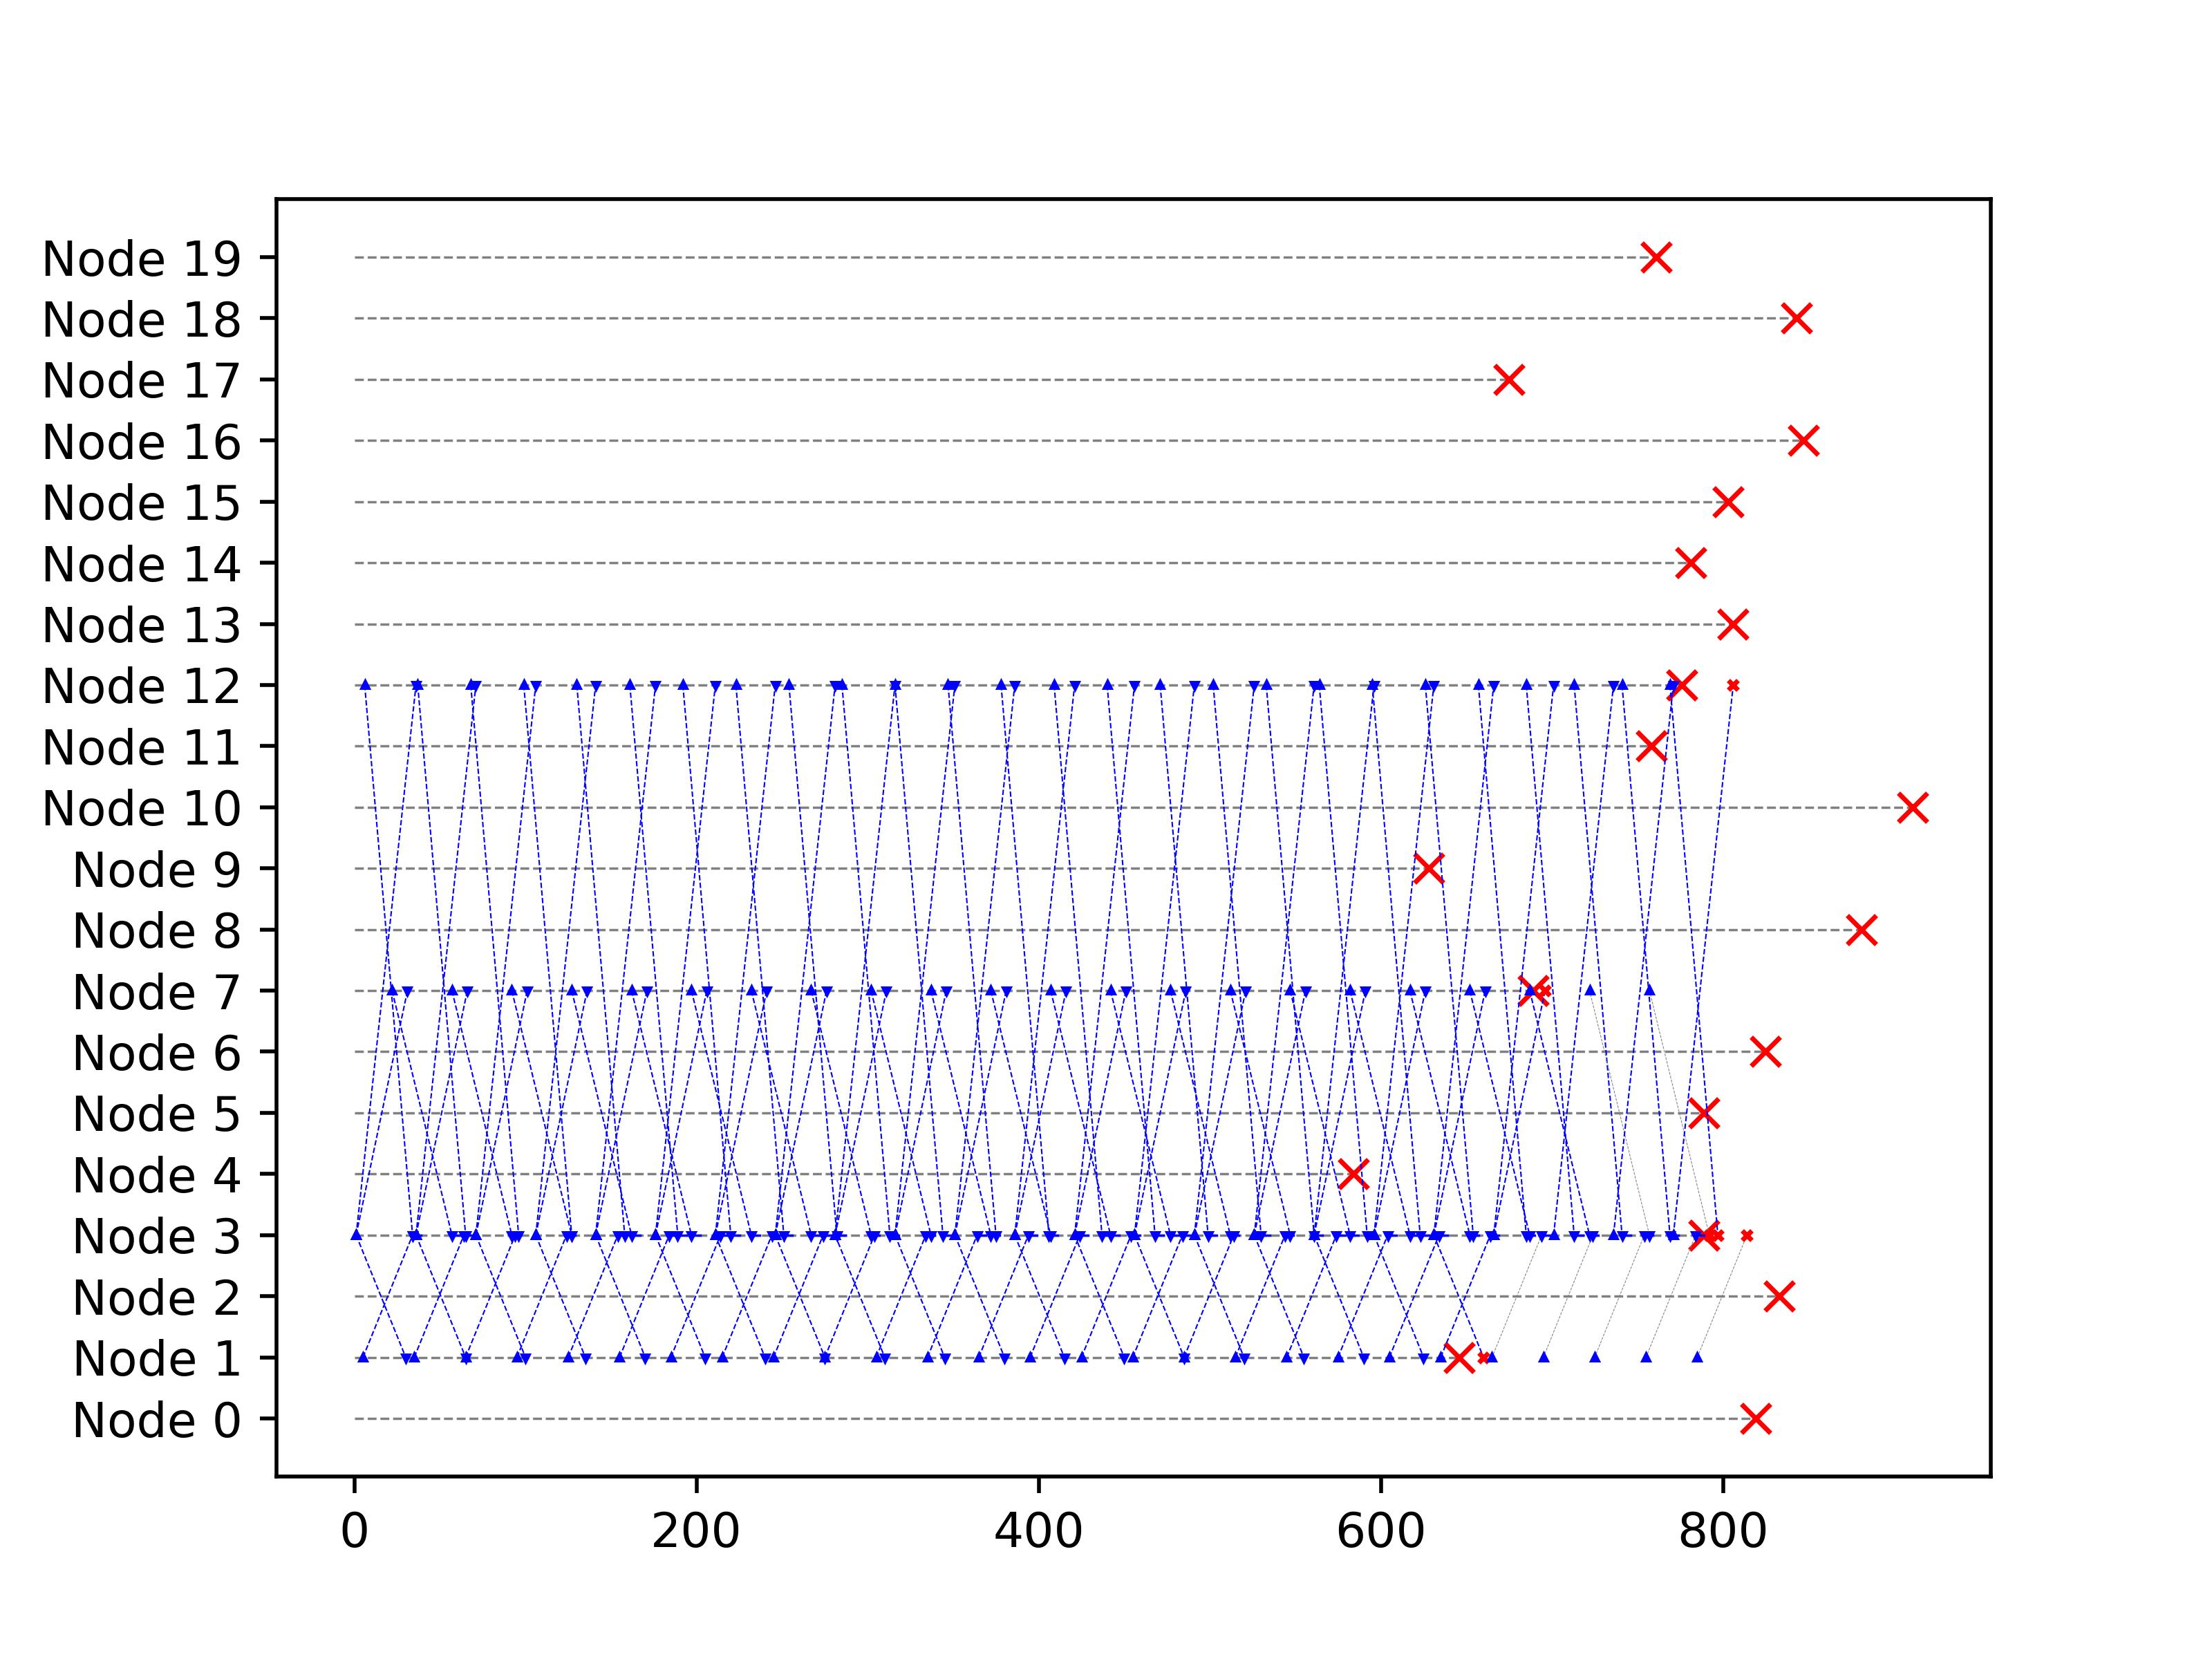 Node 19
Node 18
Node 17
Node 16
Node 15
Node 14
Node 13
Node 12
Node 11
Node 10
Node 9
Node 8
Node 7
Node 6
Node 5
Node 4
Node 3
Node 2
Node 1
Node 0
0 200 400 600 800